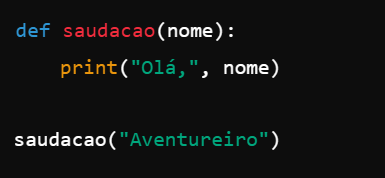 def saudacao(nome):
    print("Olá,", nome)
saudacao("Aventureiro")